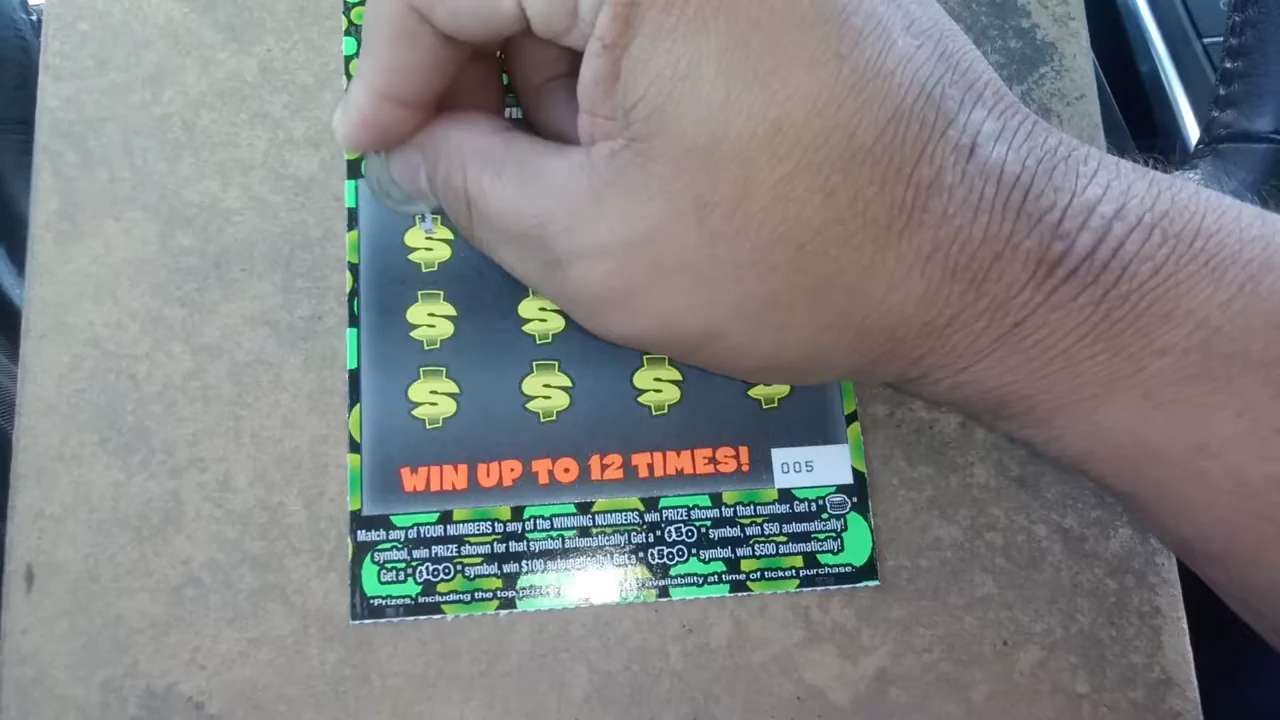 $
$ $
$ $ $ $
WIN UP TO 12 TIMES!
005
Match any of YOUR NUMBERS to any of the WINNING NUMBERS, win PRIZE shown for that number. Get a " "
symbol, win PRIZE shown for that symbol automatically! Get a " $50 " symbol, win $50 automatically!
Get a " $100 " symbol, win $100 automatically! Get a " $500 " symbol, win $500 automatically!
*Prizes, including the top availability at time of ticket purchase.